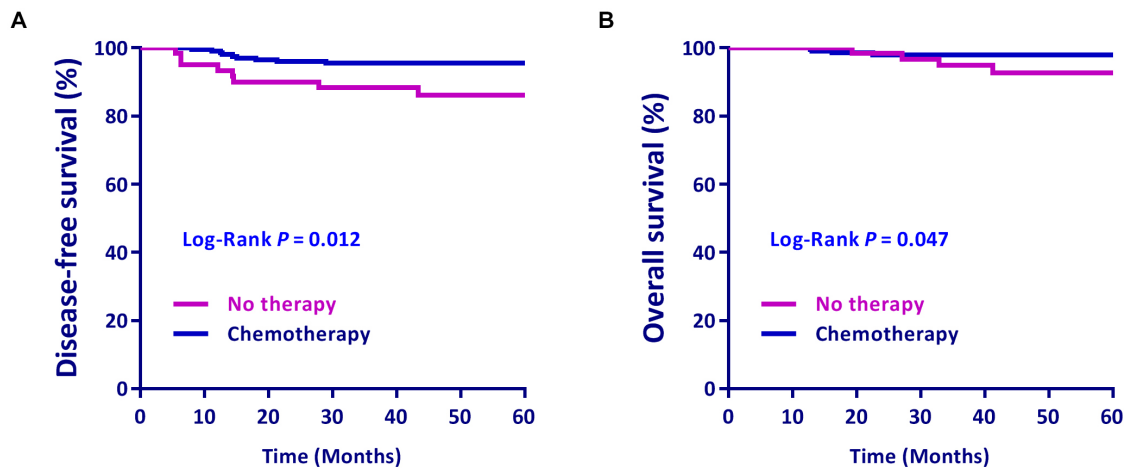 A
Disease-free survival (%)
100
80
60
40
20
0
Log-Rank P = 0.012
No therapy
Chemotherapy
0 10 20 30 40 50 60
Time (Months)
B
Overall survival (%)
100
80
60
40
20
0
Log-Rank P = 0.047
No therapy
Chemotherapy
0 10 20 30 40 50 60
Time (Months)